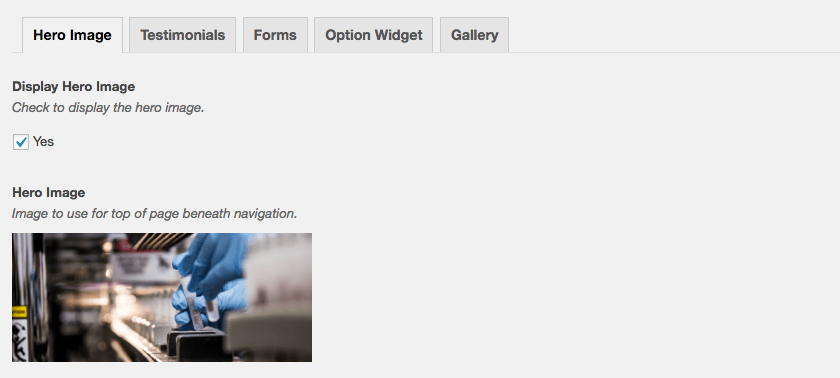 Hero Image Testimonials Forms Option Widget Gallery
Display Hero Image
Check to display the hero image.
Yes
Hero Image
Image to use for top of page beneath navigation.